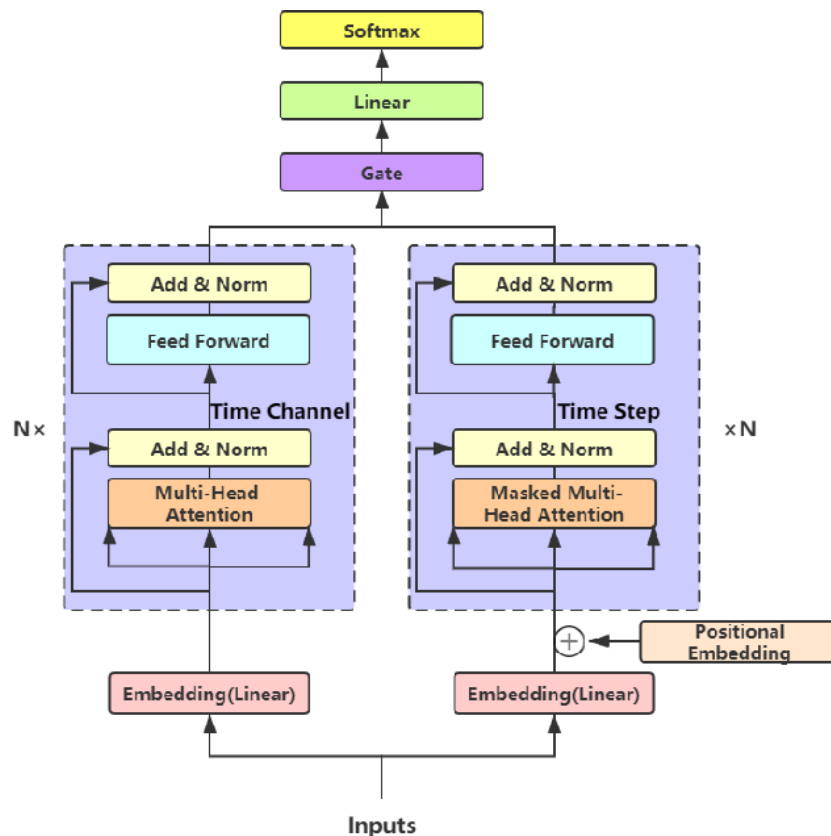 Softmax
Linear
Gate
Add & Norm
Feed Forward
Time Channel
N×
Add & Norm
Multi-Head
Attention
Embedding(Linear)
Add & Norm
Feed Forward
Time Step
×N
Add & Norm
Masked Multi-
Head Attention
Positional
Embedding
Embedding(Linear)
Inputs